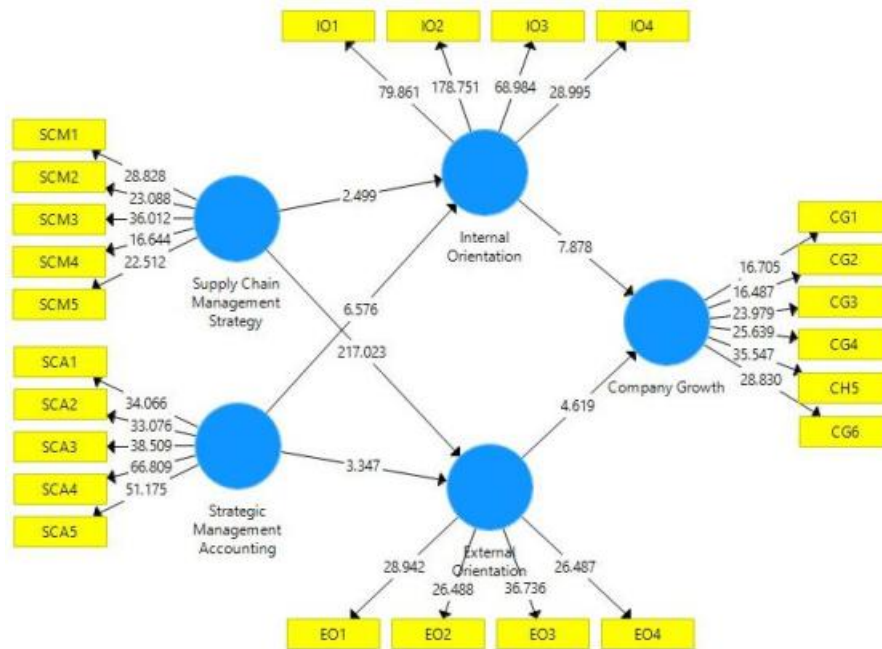 IO1
IO2
IO3
IO4
79.861
178.751
68.984
28.995
SCM1
SCM2
SCM3
SCM4
SCM5
28.828
23.088
36.012
16.644
22.512
Supply Chain
Management
Strategy
2.499
Internal
Orientation
7.878
6.576
217.023
SCA1
SCA2
SCA3
SCA4
SCA5
34.066
33.076
38.509
66.809
51.175
Strategic
Management
Accounting
3.347
External
Orientation
4.619
Company Growth
16.705
16.487
23.979
25.639
35.547
28.830
CG1
CG2
CG3
CG4
CH5
CG6
28.942
26.488
36.736
26.487
EO1
EO2
EO3
EO4